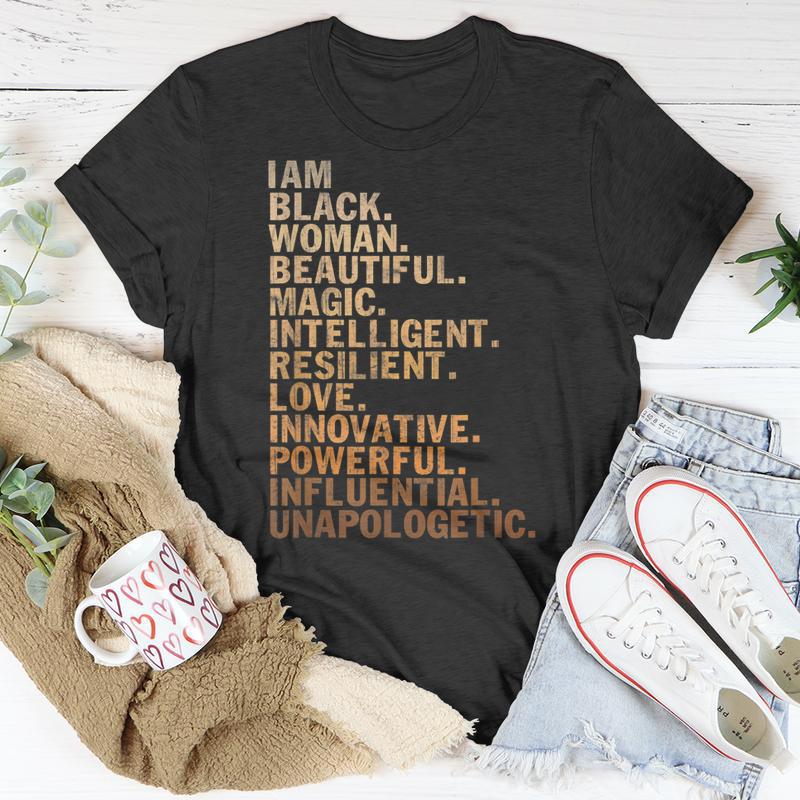 I AM
BLACK.
WOMAN.
BEAUTIFUL.
MAGIC.
INTELLIGENT.
RESILIENT.
LOVE.
INNOVATIVE.
POWERFUL.
INFLUENTIAL.
UNAPOLOGETIC.